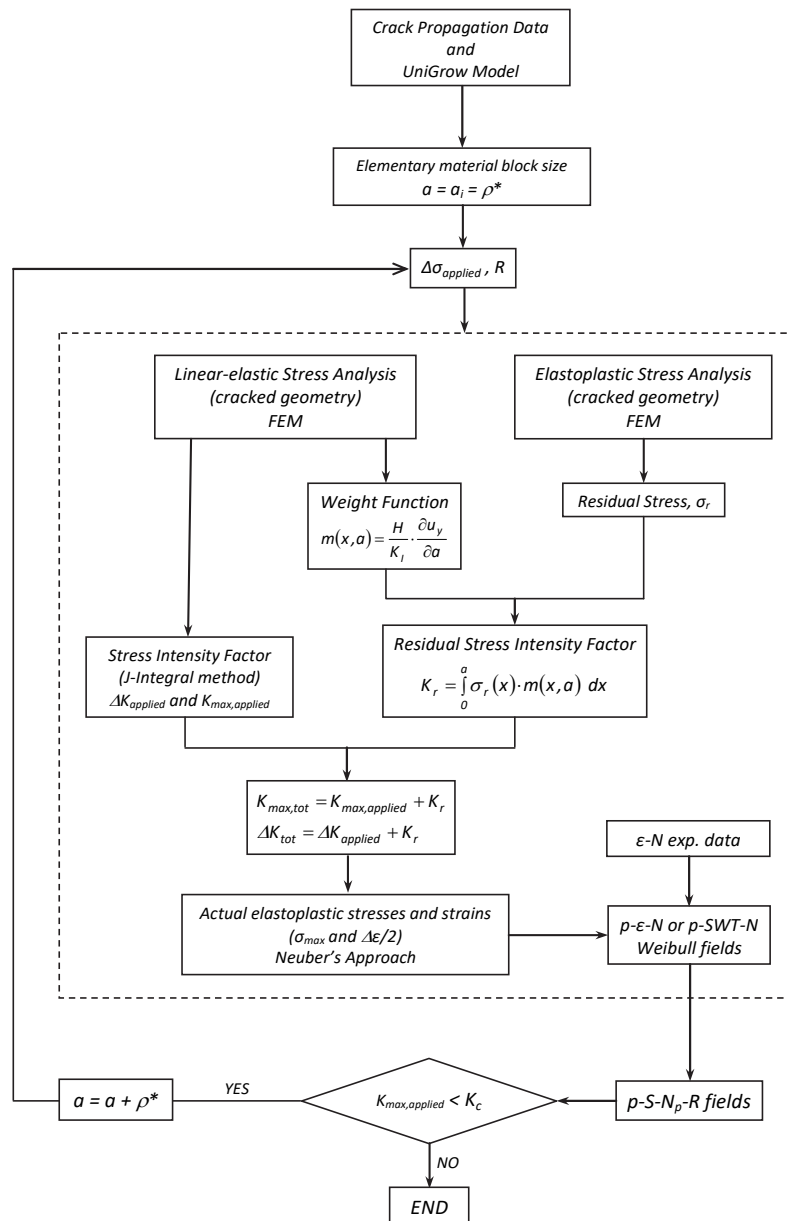 Crack Propagation Data
and
UniGrow Model
Elementary material block size
a = a_i = ρ*
Δσ_applied , R
Linear-elastic Stress Analysis
(cracked geometry)
FEM
Elastoplastic Stress Analysis
(cracked geometry)
FEM
Weight Function
m(x,a) = H/K_I · ∂u_y/∂a
Residual Stress, σ_r
Stress Intensity Factor
(J-Integral method)
ΔK_applied and K_max,applied
Residual Stress Intensity Factor
K_r = ∫_0^a σ_r(x)·m(x,a) dx
K_max,tot = K_max,applied + K_r
ΔK_tot = ΔK_applied + K_r
ε-N exp. data
Actual elastoplastic stresses and strains
(σ_max and Δε/2)
Neuber's Approach
p-ε-N or p-SWT-N
Weibull fields
a = a + ρ*
YES
K_max,applied < K_c
p-S-N_p-R fields
NO
END